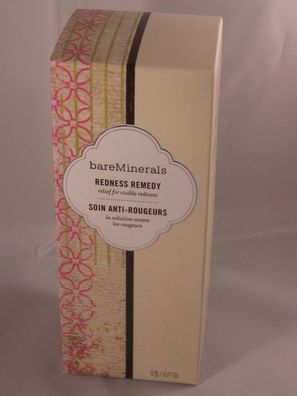 bareMinerals
REDNESS REMEDY
relief for visible redness
SOIN ANTI-ROUGEURS
la solution contre
les rougeurs